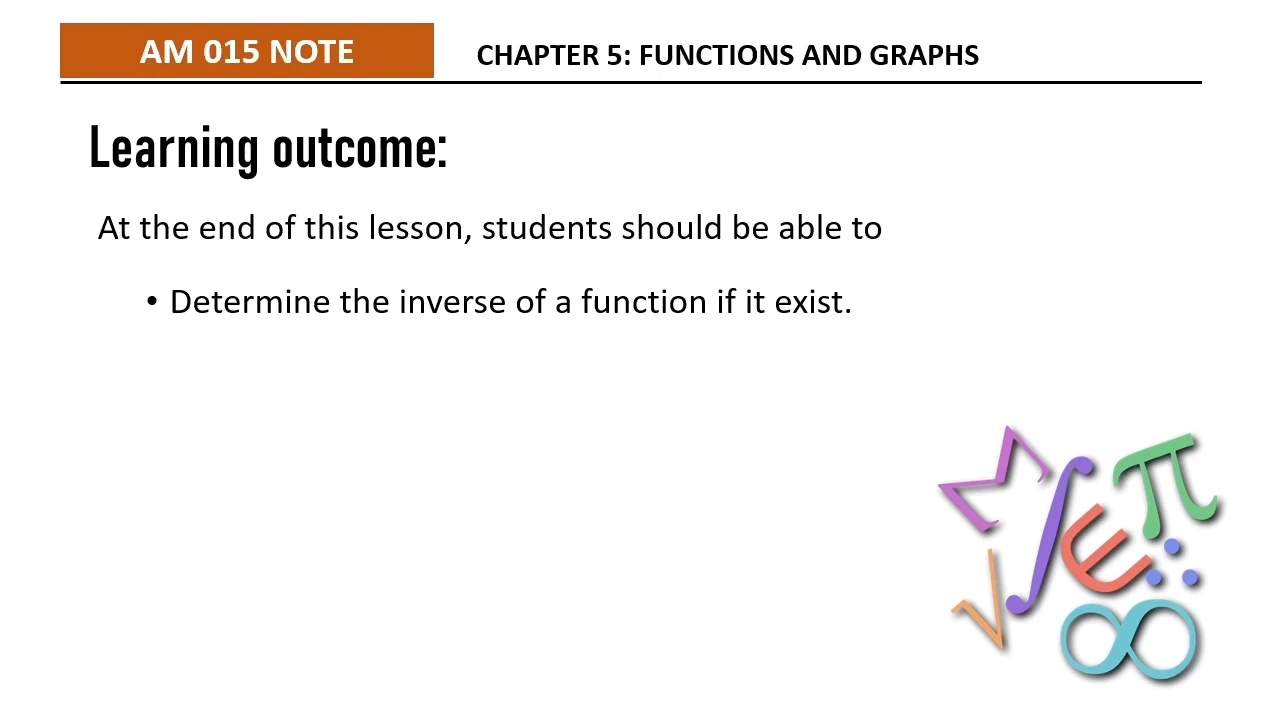 AM 015 NOTE
CHAPTER 5: FUNCTIONS AND GRAPHS
Learning outcome:
At the end of this lesson, students should be able to
• Determine the inverse of a function if it exist.